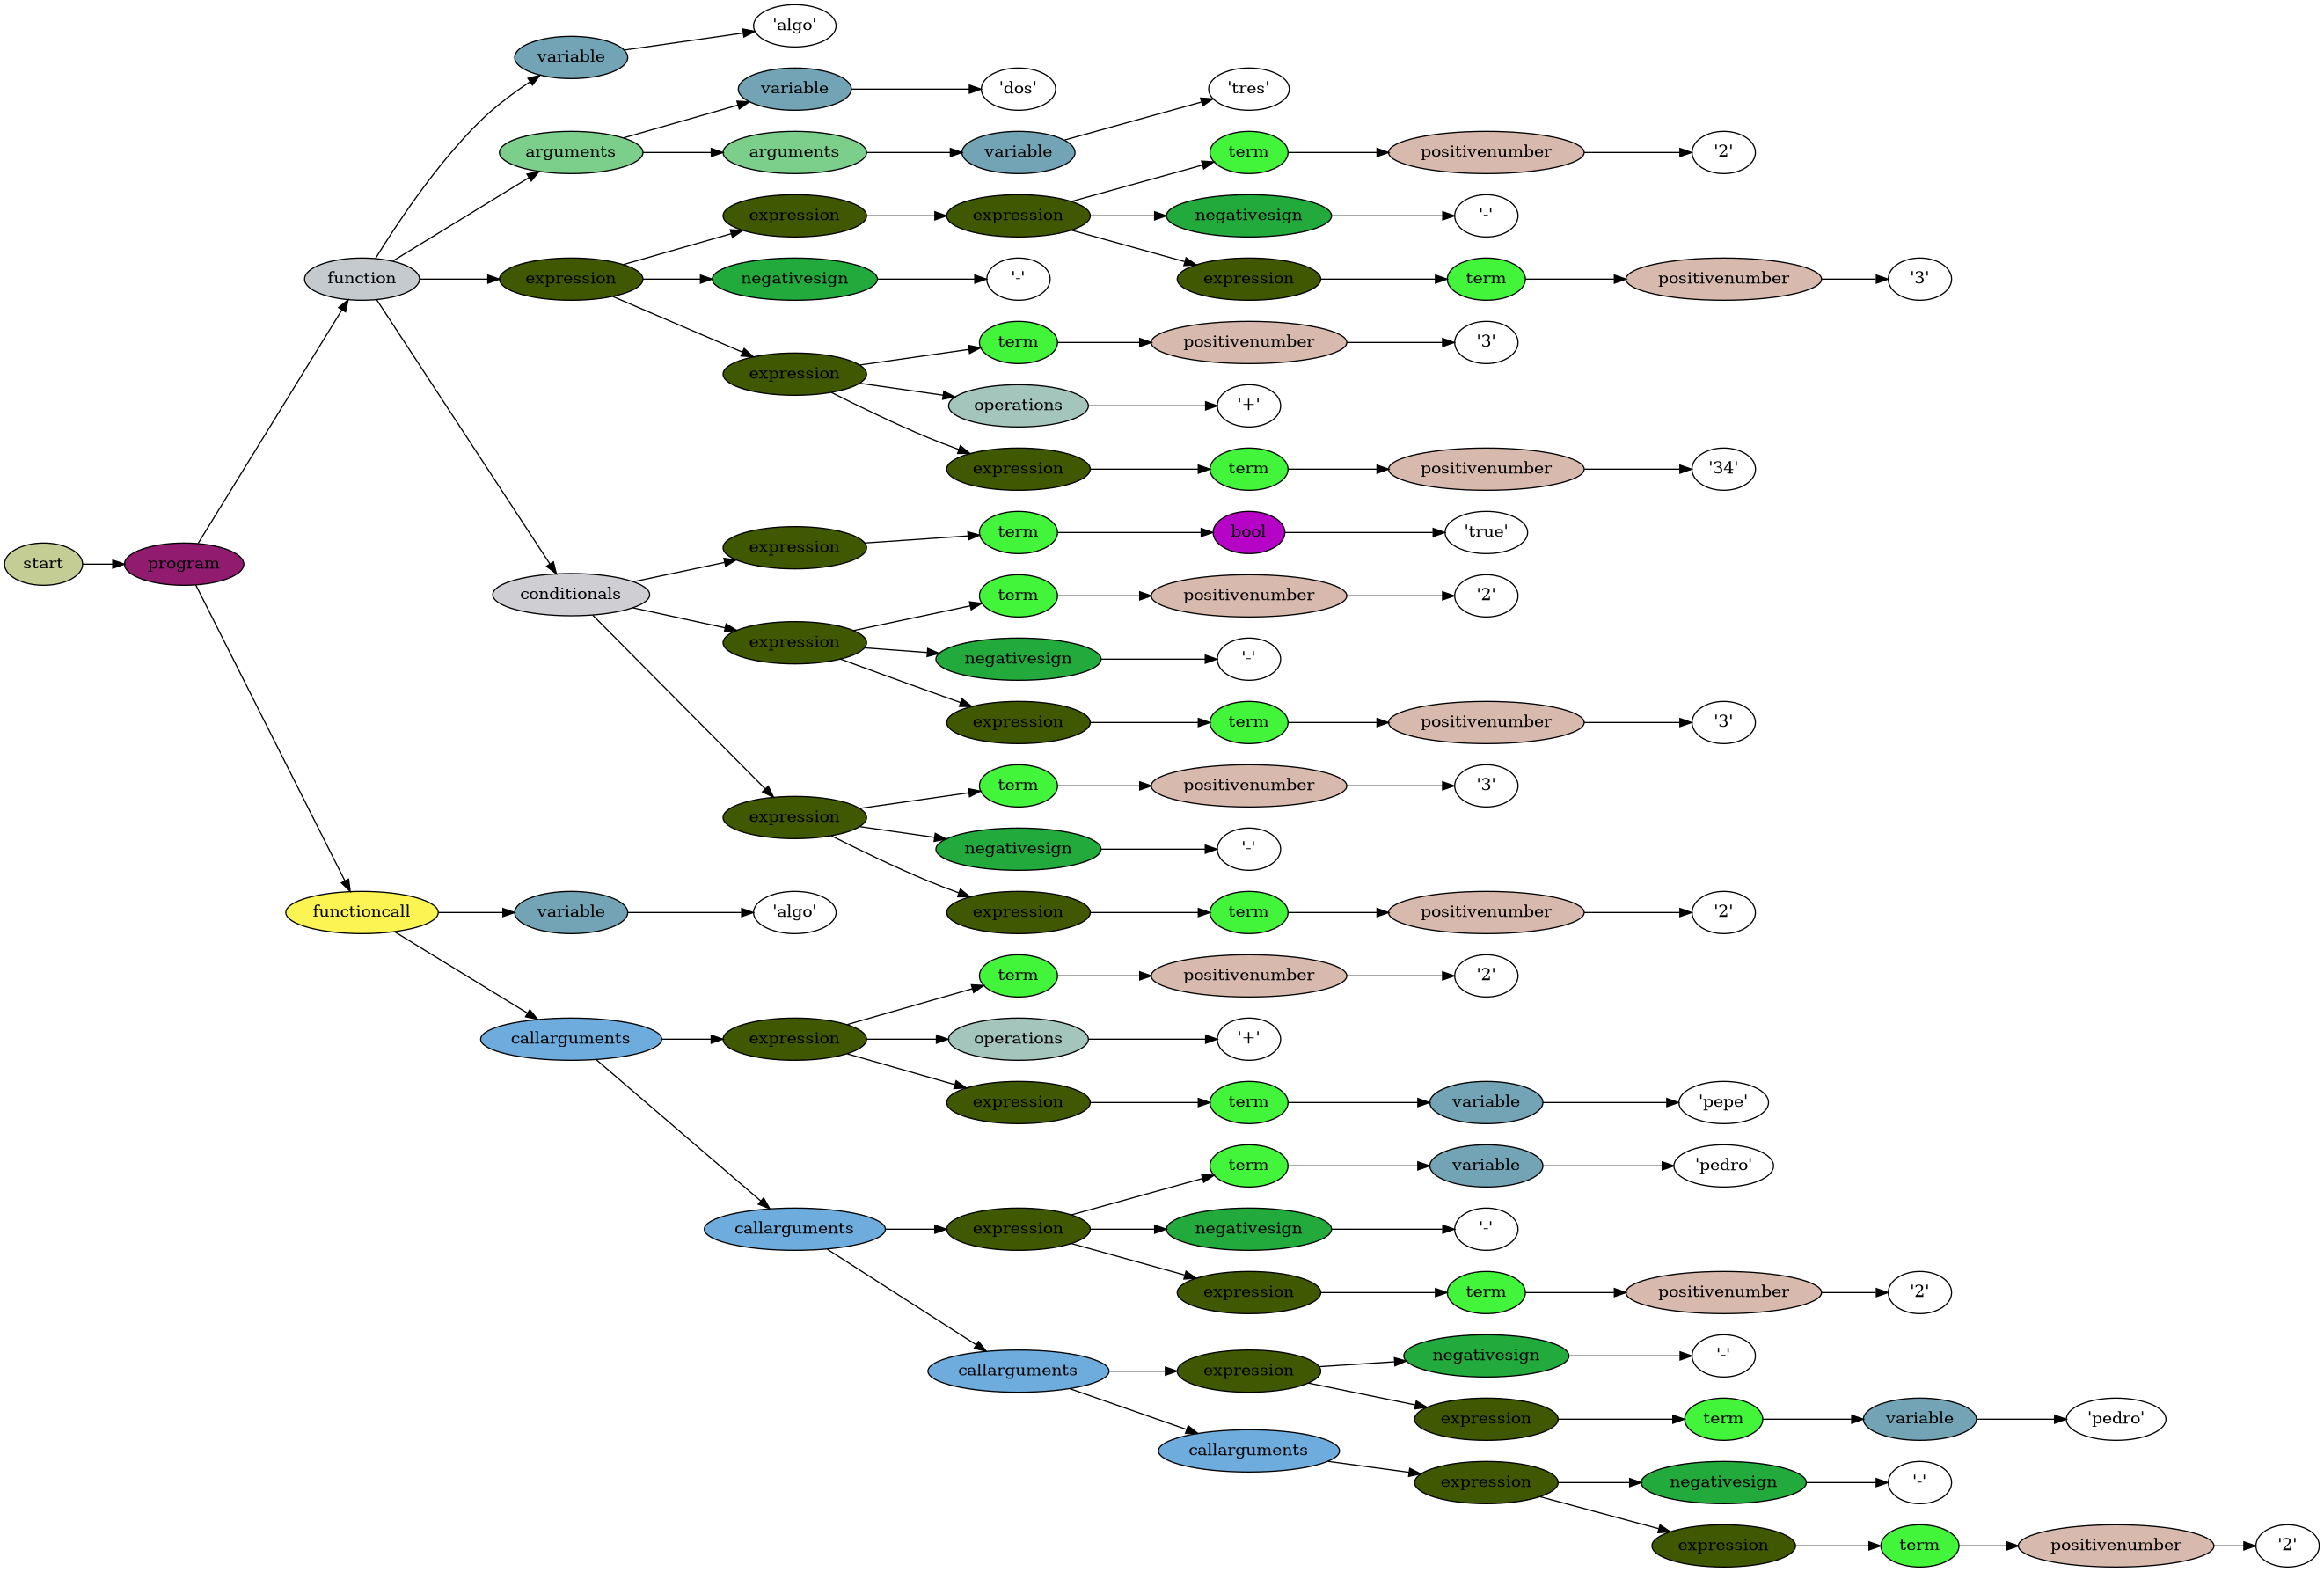 'algo'
variable
variable
'dos'
'tres'
arguments
arguments
variable
term
positivenumber
'2'
expression
expression
negativesign
'-'
function
expression
negativesign
'-'
expression
term
positivenumber
'3'
term
positivenumber
'3'
expression
operations
'+'
expression
term
positivenumber
'34'
term
bool
'true'
expression
start
program
conditionals
term
positivenumber
'2'
expression
negativesign
'-'
expression
term
positivenumber
'3'
term
positivenumber
'3'
expression
negativesign
'-'
functioncall
variable
'algo'
expression
term
positivenumber
'2'
term
positivenumber
'2'
callarguments
expression
operations
'+'
expression
term
variable
'pepe'
term
variable
'pedro'
callarguments
expression
negativesign
'-'
expression
term
positivenumber
'2'
negativesign
'-'
callarguments
expression
expression
term
variable
'pedro'
callarguments
expression
negativesign
'-'
expression
term
positivenumber
'2'